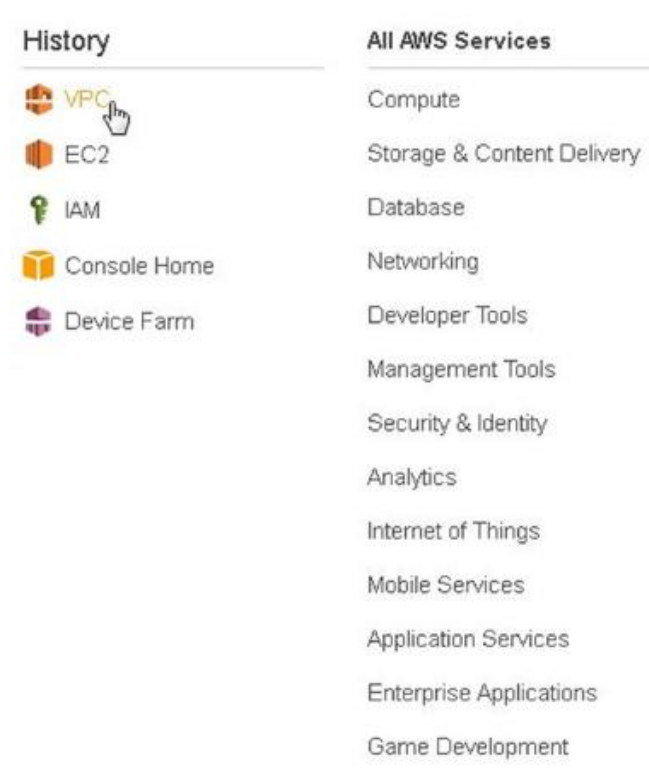 History
VPC
EC2
IAM
Console Home
Device Farm
All AWS Services
Compute
Storage & Content Delivery
Database
Networking
Developer Tools
Management Tools
Security & Identity
Analytics
Internet of Things
Mobile Services
Application Services
Enterprise Applications
Game Development